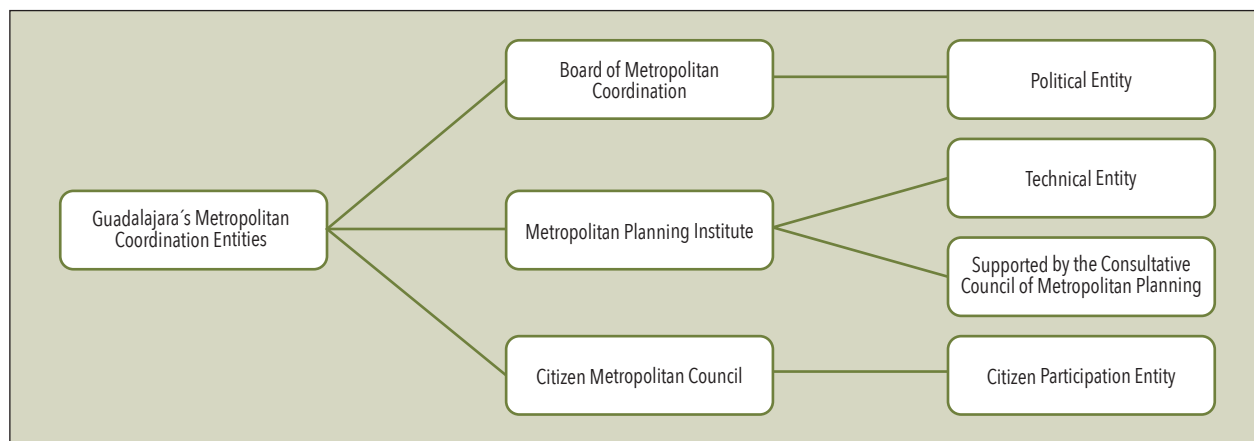 Board of Metropolitan
Coordination
Political Entity
Technical Entity
Guadalajara´s Metropolitan
Coordination Entities
Metropolitan Planning Institute
Supported by the Consultative
Council of Metropolitan Planning
Citizen Metropolitan Council
Citizen Participation Entity